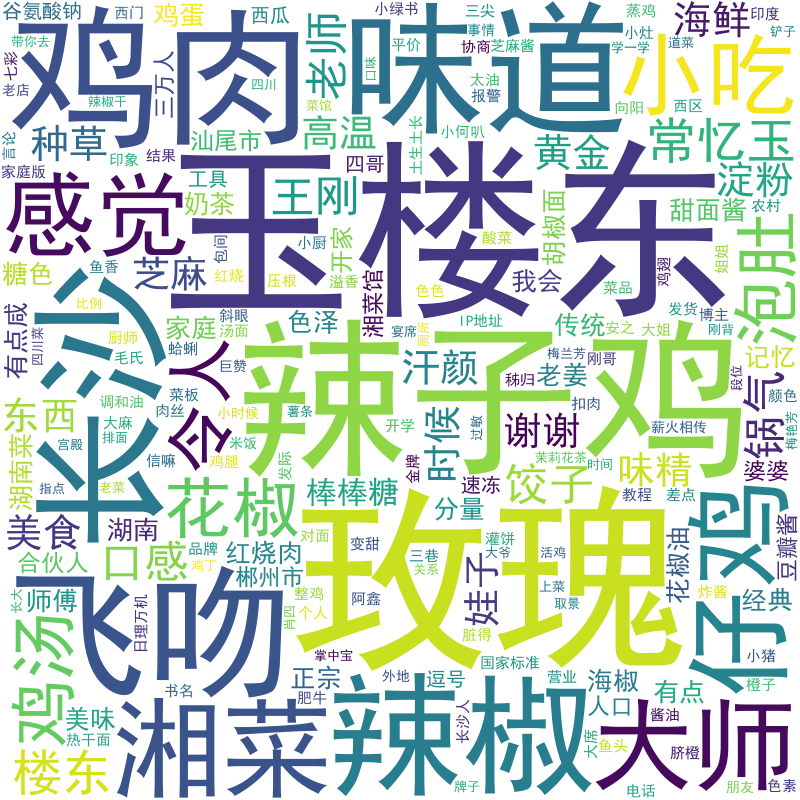 谷氨酸钠
鸡蛋
西瓜
小绿书
三尖
蒸鸡
印度
海鲜
带你去
西门
鸡肉
味道
老师
平价
协商
事情
芝麻酱
小灶
学一学
道菜
铲子
七彩
老店
辣椒干
三万人
四川
口味
太油
报警
小吃
菜馆
言论
种草
汕尾市
高温
小何叭
土生土长
向阳
西区
黄金
常忆玉
家庭版
印象
结果
四哥
玉楼东
感觉
工具
奶茶
王刚
淀粉
农村
甜面酱
包间
小厨
酸菜
胡椒面
姐姐
糖色
鱼香
芝麻
红烧
压根
溢香
开家
湘菜馆
我会
色色
菜品
鸡翅
泡肚
有点咸
比例
长沙
斜眼
汤面
家庭
色泽
宴席
IP地址
传统
安之
大姐
发货
博主
刚背
四川菜
厨师
毛氏
蛤蜊
巨赞
令人
辣子鸡
厕所
汗颜
梅兰芳
刚哥
记忆
东西
调和油
菜板
肉丝
小时候
薯条
秭归
老姜
扣肉
段位
颜色
锅气
湖南菜
大麻
排面
开学
时候
过敏
谢谢
薪火相传
梅艳芳
宫殿
信嘛
米饭
鸡腿
发际
金牌
茉莉花茶
时间
味精
婆婆
指点
老菜
花椒
棒棒糖
速冻
饺子
教程
差点
美食
湖南
分量
仔鸡
豆瓣酱
合伙人
口感
品牌
鸡丁
红烧肉
对面
玫瑰
变甜
三巷
关系
灌饼
大爷
活鸡
娃子
上菜
取景
花椒油
炸酱
郴州市
飞吻
长大
师傅
日理万机
整鸡
个人
肖四
阿鑫
脏得
经典
鸡汤
掌中宝
国家标准
小猪
书名
正宗
外地
逗号
营业
海椒
有点
橙子
美味
热干面
湘菜
肥牛
辣椒
长沙人
大师
人口
大佛
鱼头
酱油
脐橙
楼东
牌子
电话
朋友
色素